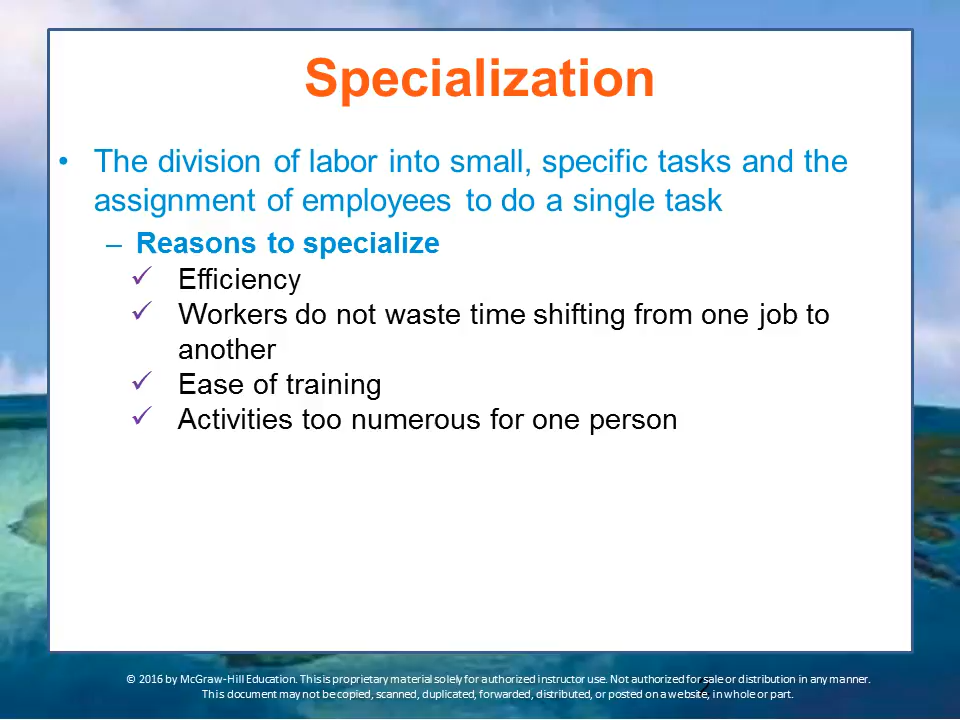 Specialization
• The division of labor into small, specific tasks and the
assignment of employees to do a single task
– Reasons to specialize
✓ Efficiency
✓ Workers do not waste time shifting from one job to
another
✓ Ease of training
✓ Activities too numerous for one person
© 2016 by McGraw-Hill Education. This is proprietary material solely for authorized instructor use. Not authorized for sale or distribution in any manner.
This document may not be copied, scanned, duplicated, forwarded, distributed, or posted on a website, in whole or part.